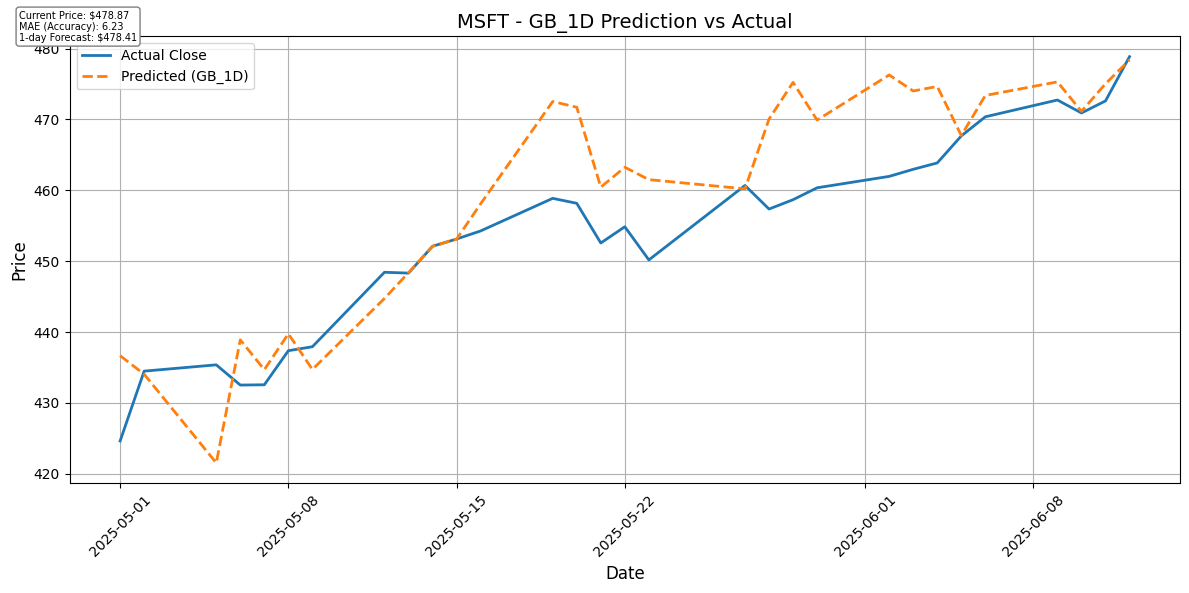 MSFT - GB_1D Prediction vs Actual
Current Price: $478.87
MAE (Accuracy): 6.23
1-day Forecast: $478.41
Actual Close
Predicted (GB_1D)
Price
480
470
460
450
440
430
420
2025-05-01
2025-05-08
2025-05-15
2025-05-22
2025-06-01
2025-06-08
Date